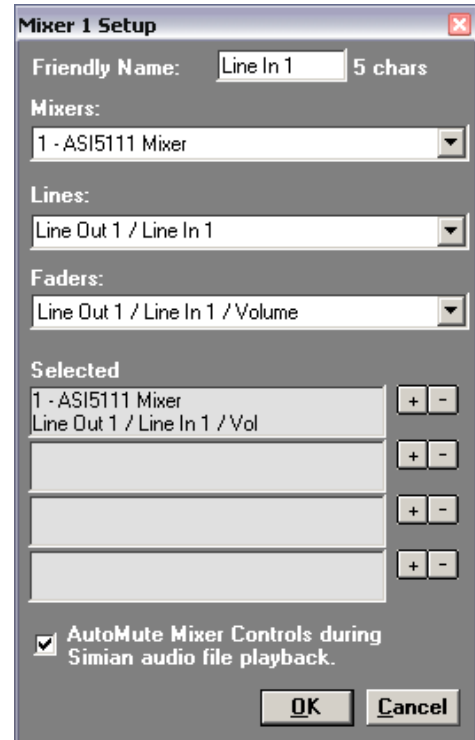 Mixer 1 Setup
Friendly Name: Line In 1 5 chars
Mixers:
1 - ASI5111 Mixer
Lines:
Line Out 1 / Line In 1
Faders:
Line Out 1 / Line In 1 / Volume
Selected
1 - ASI5111 Mixer + -
Line Out 1 / Line In 1 / Vol
+ -
+ -
+ -
AutoMute Mixer Controls during
Simian audio file playback.
OK Cancel